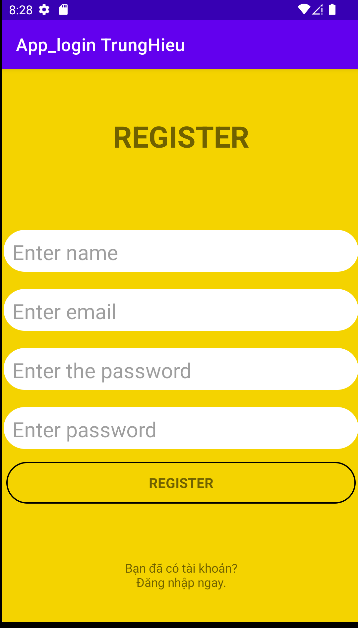 8:28
App_login TrungHieu
REGISTER
Enter name
Enter email
Enter the password
Enter password
REGISTER
Bạn đã có tài khoản?
Đăng nhập ngay.